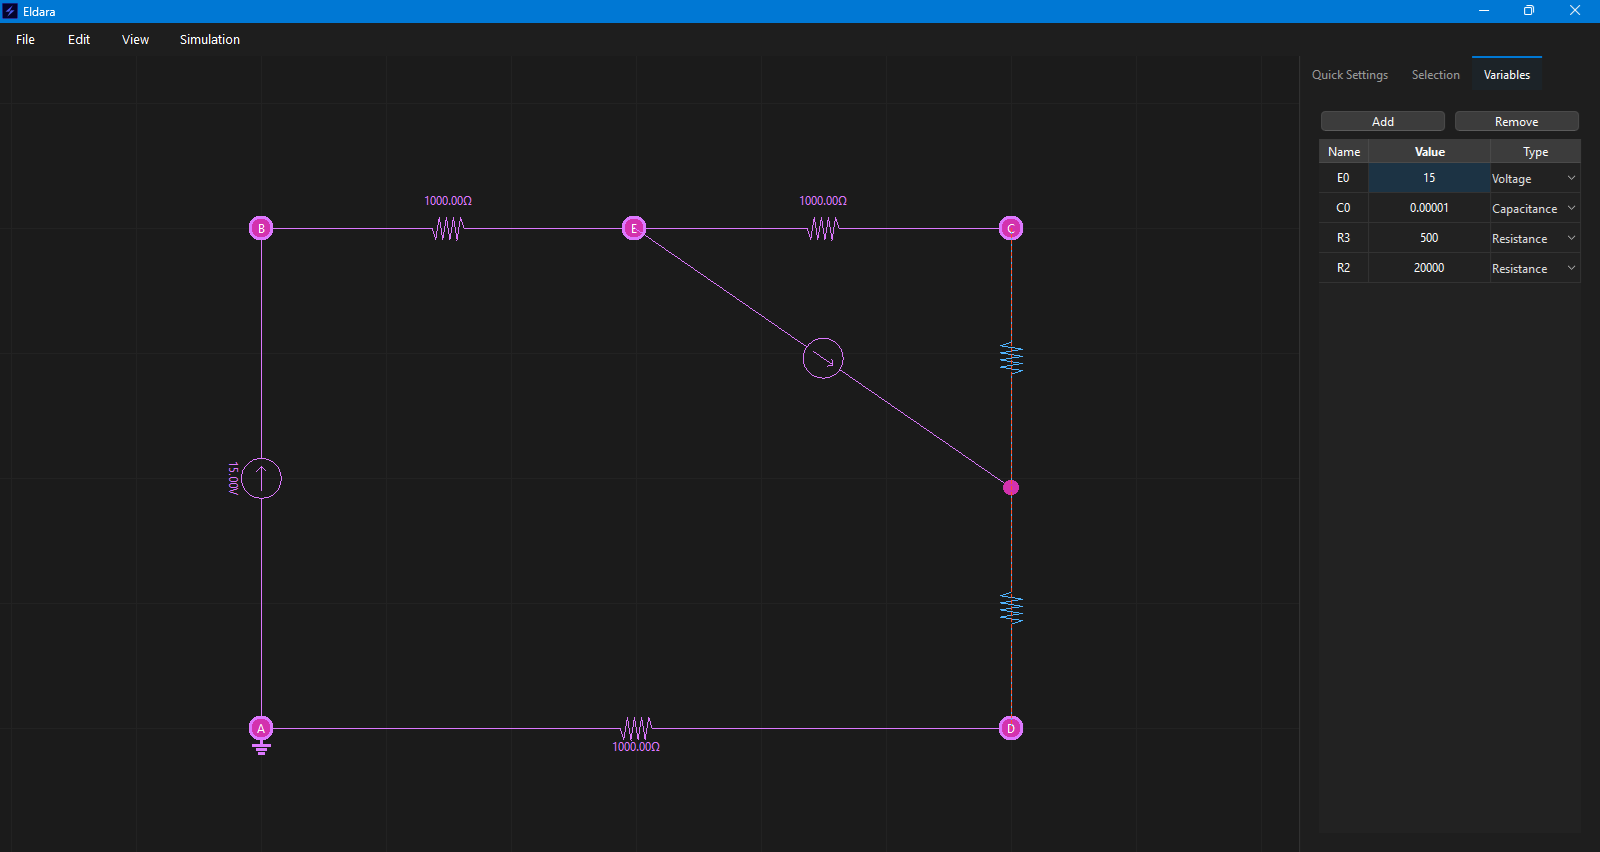 Eldara
File Edit View Simulation
Quick Settings Selection Variables
Add Remove
Name Value Type
E0 15 Voltage
C0 0.00001 Capacitance
R3 500 Resistance
R2 20000 Resistance
1000.00Ω 1000.00Ω
B E C
15.00V
A D
1000.00Ω